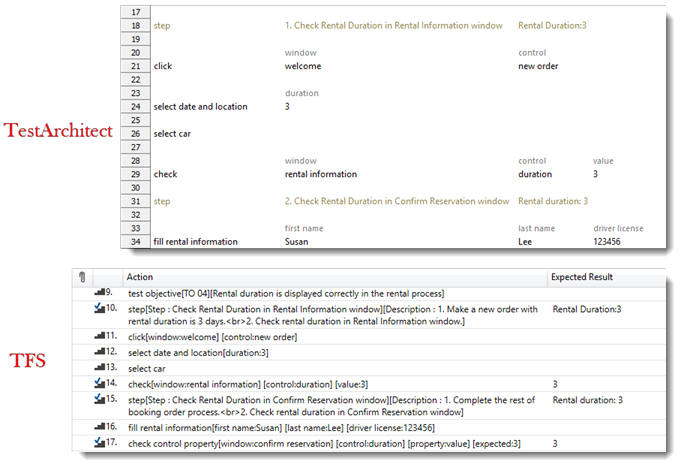 17
18 step 1. Check Rental Duration in Rental Information window Rental Duration:3
19
20 window control
21 click welcome new order
22
23 duration
24 select date and location 3
25
26 select car
27
28 window control value
29 check rental information duration 3
30
31 step 2. Check Rental Duration in Confirm Reservation window Rental duration: 3
32
33 first name last name driver license
34 fill rental information Susan Lee 123456
TestArchitect
Action Expected Result
9. test objective[TO 04][Rental duration is displayed correctly in the rental process]
10. step[Step : Check Rental Duration in Rental Information window][Description : 1. Make a new order with Rental Duration:3
rental duration is 3 days.<br>2. Check rental duration in Rental Information window.]
11. click[window:welcome] [control:new order]
12. select date and location[duration:3]
13. select car
14. check[window:rental information] [control:duration] [value:3] 3
15. step[Step : Check Rental Duration in Confirm Reservation window][Description : 1. Complete the rest of Rental duration: 3
booking order process.<br>2. Check rental duration in Confirm Reservation window]
16. fill rental information[first name:Susan] [last name:Lee] [driver license:123456]
17. check control property[window:confirm reservation] [control:duration] [property:value] [expected:3] 3
TFS